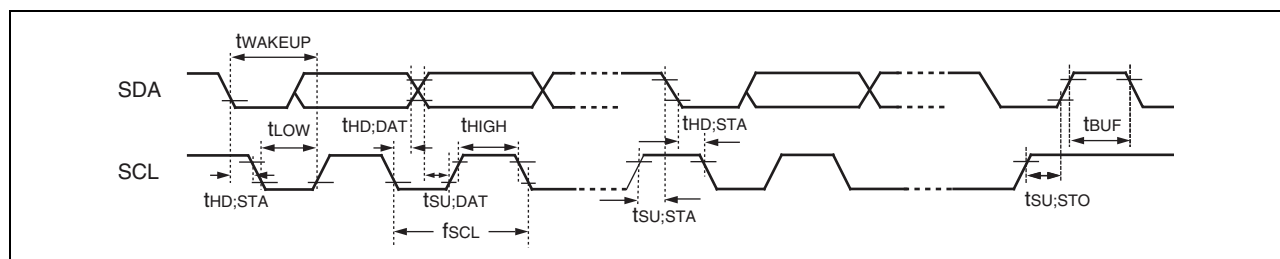 tWAKEUP
SDA
tLOW
tHD;DAT
tHIGH
tHD;STA
tBUF
SCL
tHD;STA
tSU;DAT
tSU;STA
tSU;STO
fSCL